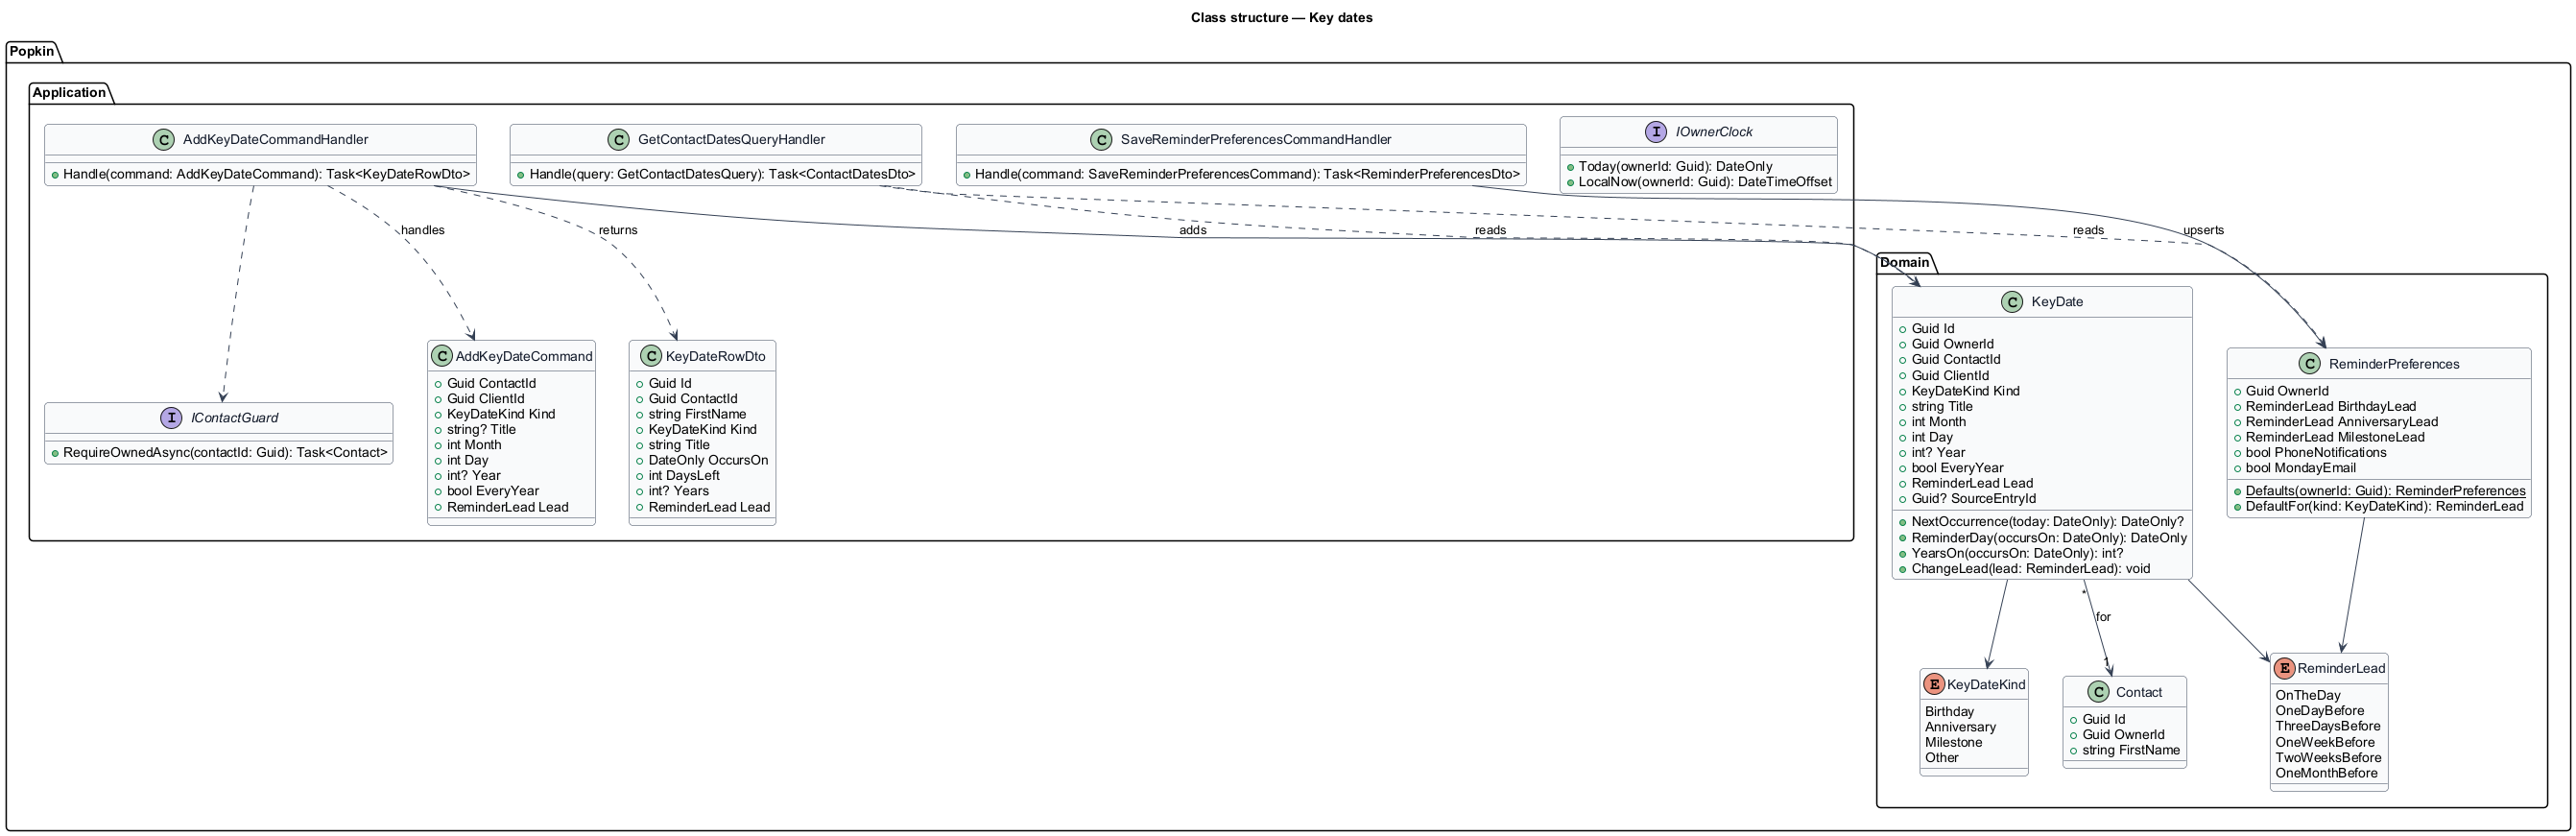 Class structure — Key dates
Popkin
Application
C AddKeyDateCommandHandler
Handle(command: AddKeyDateCommand): Task<KeyDateRowDto>
C GetContactDatesQueryHandler
Handle(query: GetContactDatesQuery): Task<ContactDatesDto>
C SaveReminderPreferencesCommandHandler
Handle(command: SaveReminderPreferencesCommand): Task<ReminderPreferencesDto>
I IOwnerClock
Today(ownerId: Guid): DateOnly
LocalNow(ownerId: Guid): DateTimeOffset
handles
returns
adds
reads
reads
upserts
I IContactGuard
RequireOwnedAsync(contactId: Guid): Task<Contact>
C AddKeyDateCommand
Guid ContactId
Guid ClientId
KeyDateKind Kind
string? Title
int Month
int Day
int? Year
bool EveryYear
ReminderLead Lead
C KeyDateRowDto
Guid Id
Guid ContactId
string FirstName
KeyDateKind Kind
string Title
DateOnly OccursOn
int DaysLeft
int? Years
ReminderLead Lead
Domain
C KeyDate
Guid Id
Guid OwnerId
Guid ContactId
Guid ClientId
KeyDateKind Kind
string Title
int Month
int Day
int? Year
bool EveryYear
ReminderLead Lead
Guid? SourceEntryId
NextOccurrence(today: DateOnly): DateOnly?
ReminderDay(occursOn: DateOnly): DateOnly
YearsOn(occursOn: DateOnly): int?
ChangeLead(lead: ReminderLead): void
C ReminderPreferences
Guid OwnerId
ReminderLead BirthdayLead
ReminderLead AnniversaryLead
ReminderLead MilestoneLead
bool PhoneNotifications
bool MondayEmail
Defaults(ownerId: Guid): ReminderPreferences
DefaultFor(kind: KeyDateKind): ReminderLead
*
for
1
E KeyDateKind
Birthday
Anniversary
Milestone
Other
C Contact
Guid Id
Guid OwnerId
string FirstName
E ReminderLead
OnTheDay
OneDayBefore
ThreeDaysBefore
OneWeekBefore
TwoWeeksBefore
OneMonthBefore